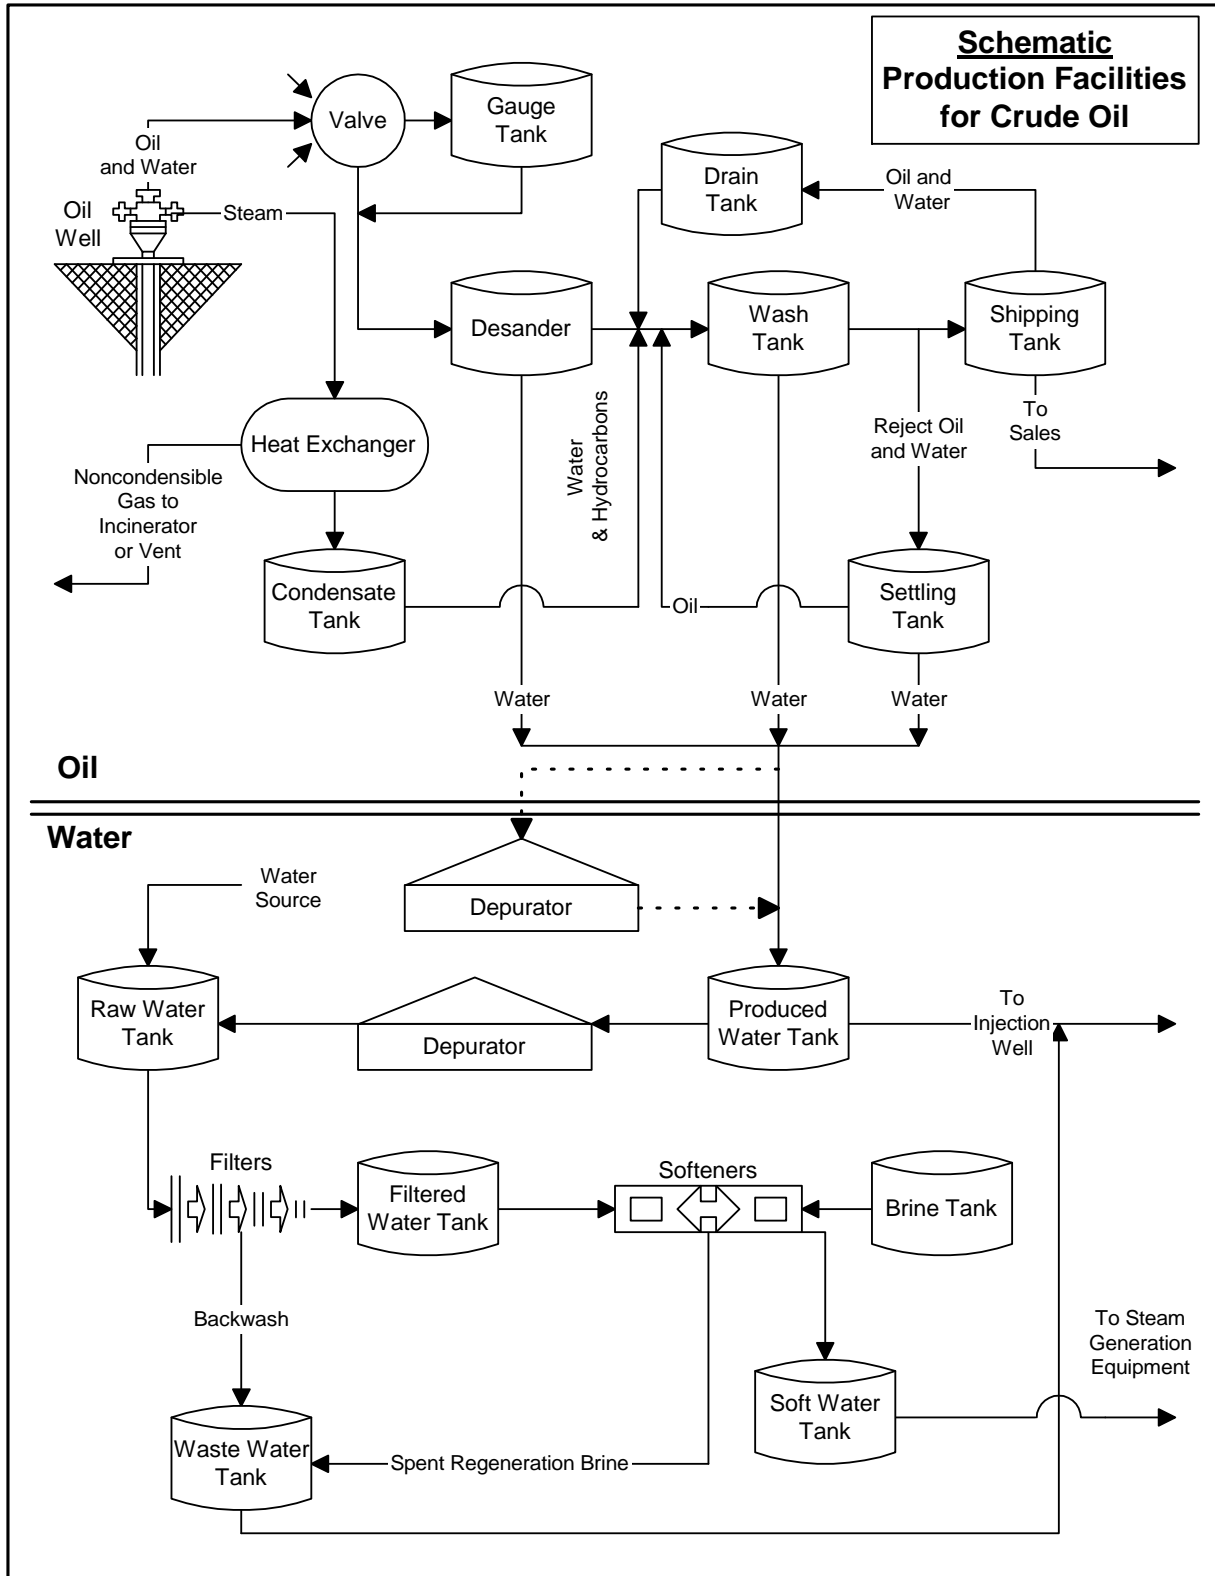 Schematic
Production Facilities
for Crude Oil
Valve
Gauge
Tank
Oil
and Water
Drain
Tank
Oil and
Water
Oil
Well
Steam
Desander
Wash
Tank
Shipping
Tank
Heat Exchanger
Water
& Hydrocarbons
Reject Oil
and Water
To
Sales
Noncondensible
Gas to
Incinerator
or Vent
Condensate
Tank
Oil
Settling
Tank
Water
Water
Water
Oil
Water
Water
Source
Depurator
Raw Water
Tank
Depurator
Produced
Water Tank
To
Injection
Well
Filters
Filtered
Water Tank
Softeners
Brine Tank
Backwash
To Steam
Generation
Equipment
Soft Water
Tank
Waste Water
Tank
Spent Regeneration Brine